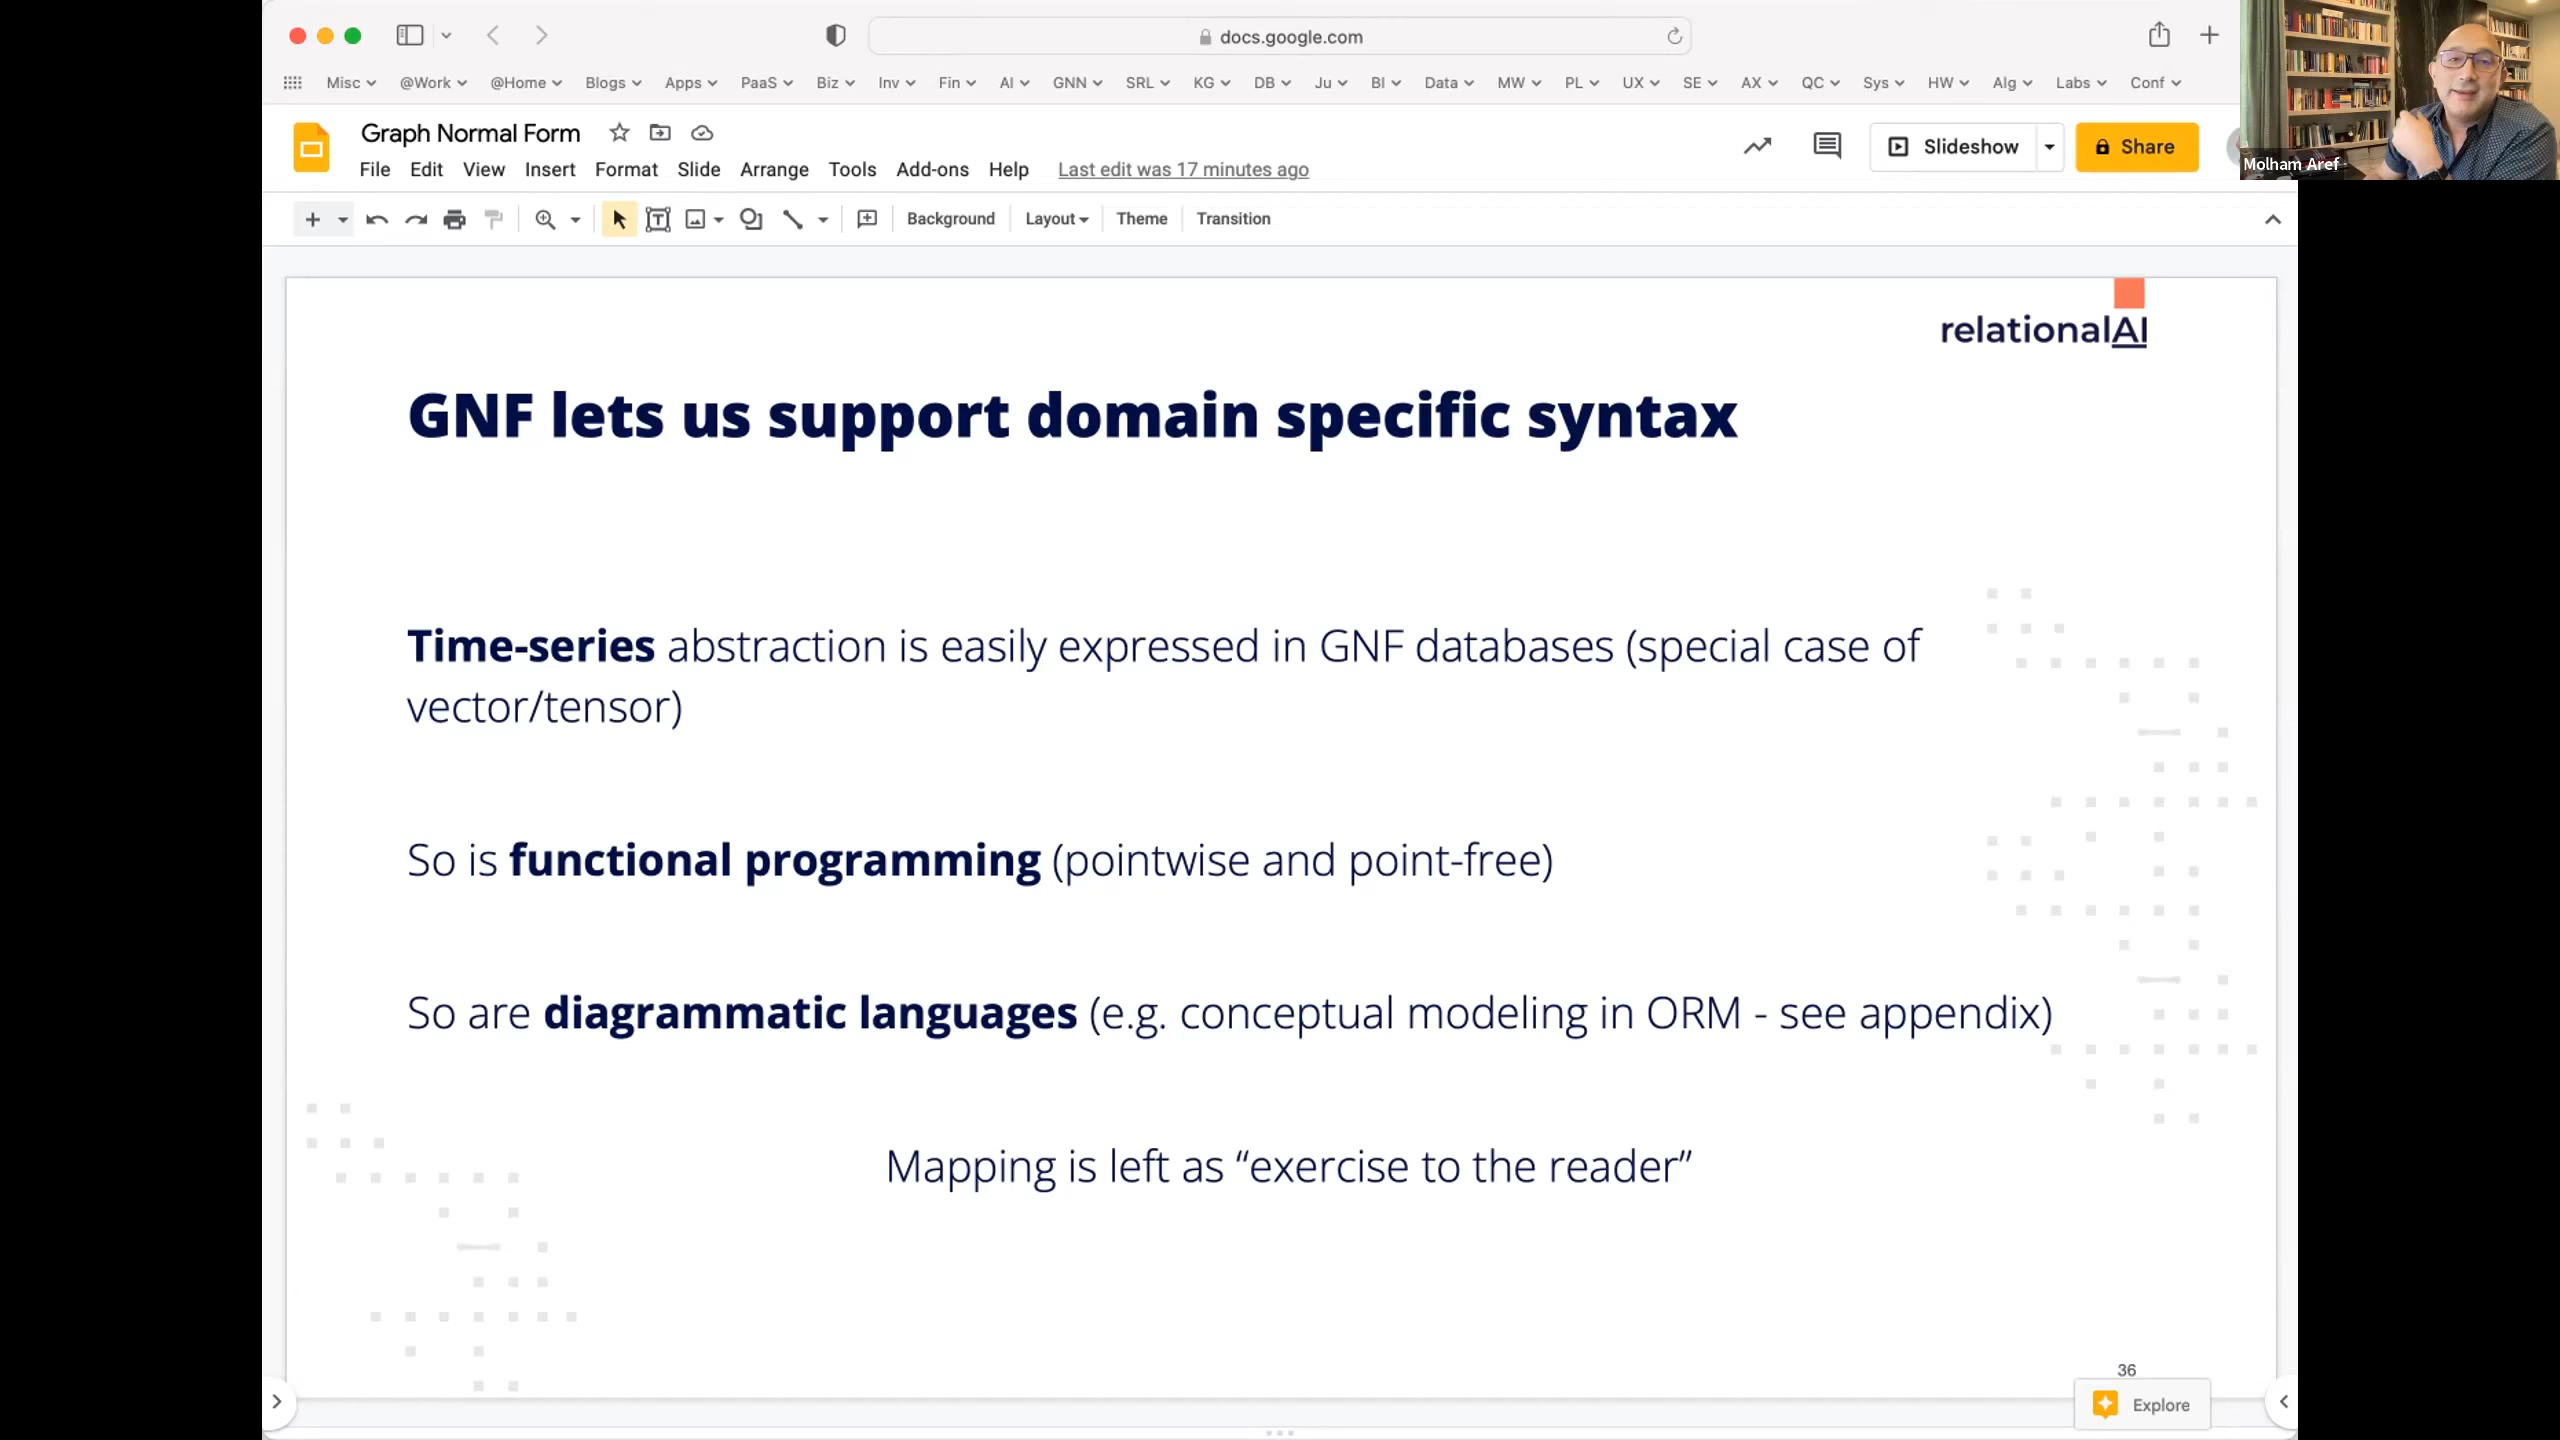 docs.google.com
Misc @Work @Home Blogs Apps PaaS Biz Inv Fin AI GNN SRL KG DB Ju BI Data MW PL UX SE AX QC Sys HW Alg Labs Conf
Molham Aref
Graph Normal Form
File Edit View Insert Format Slide Arrange Tools Add-ons Help Last edit was 17 minutes ago
Slideshow Share
Background Layout Theme Transition
relationalAI
GNF lets us support domain specific syntax
Time-series abstraction is easily expressed in GNF databases (special case of
vector/tensor)
So is functional programming (pointwise and point-free)
So are diagrammatic languages (e.g. conceptual modeling in ORM - see appendix)
Mapping is left as “exercise to the reader”
36
Explore